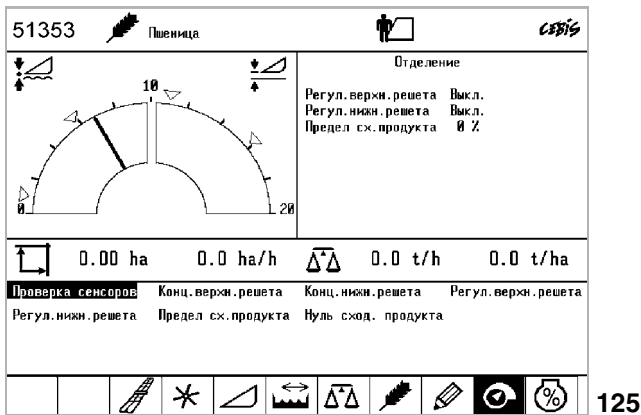 51353 Пшеница CEBIS
Отделение
10
Регул.верхн.решета Выкл.
Регул.нижн.решета Выкл.
Предел сх.продукта 0 %
0 20
0.00 ha 0.0 ha/h 0.0 t/h 0.0 t/ha
Проверка сенсоров Конц.верхн.решета Конц.нижн.решета Регул.верхн.решета
Регул.нижн.решета Предел сх.продукта Нуль сход. продукта
%
125